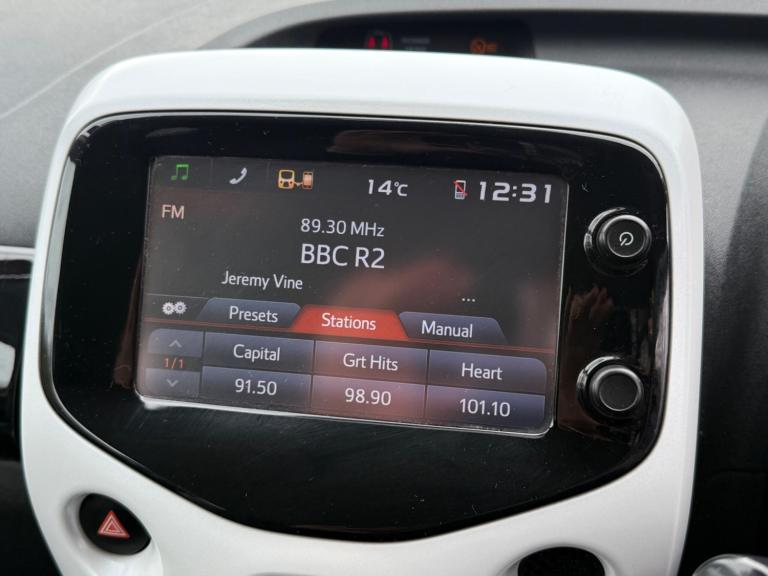 14°C 12:31
FM
89.30 MHz
BBC R2
Jeremy Vine
...
Presets Stations Manual
Capital Grt Hits Heart
1/1
91.50 98.90 101.10